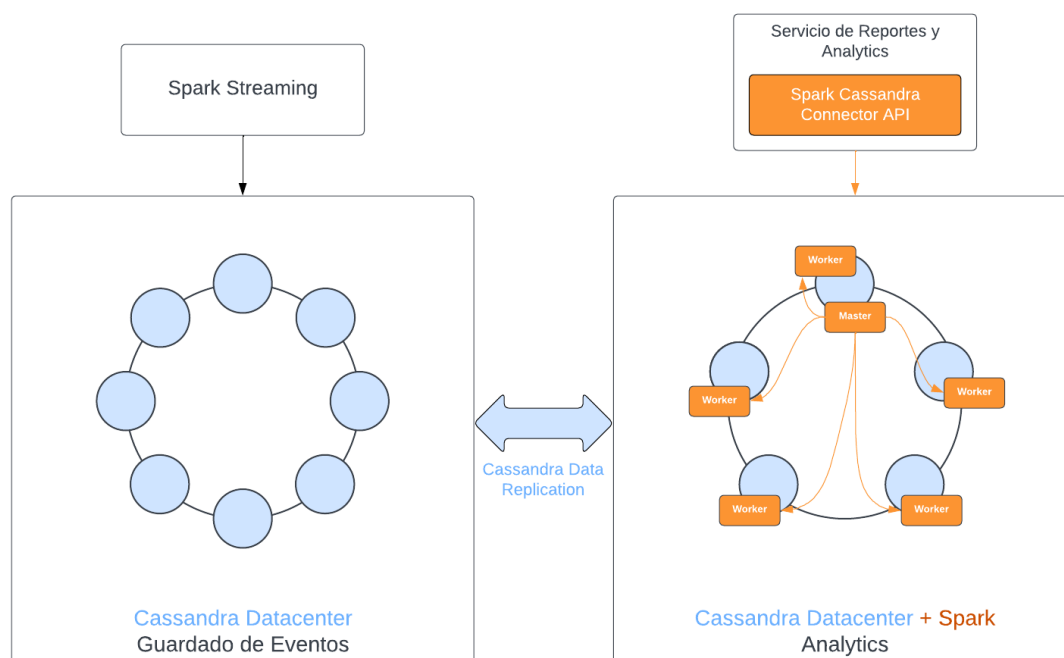 Spark Streaming
Servicio de Reportes y
Analytics
Spark Cassandra
Connector API
Worker
Master
Worker
Worker
Worker
Worker
Cassandra Data
Replication
Cassandra Datacenter
Guardado de Eventos
Cassandra Datacenter + Spark
Analytics